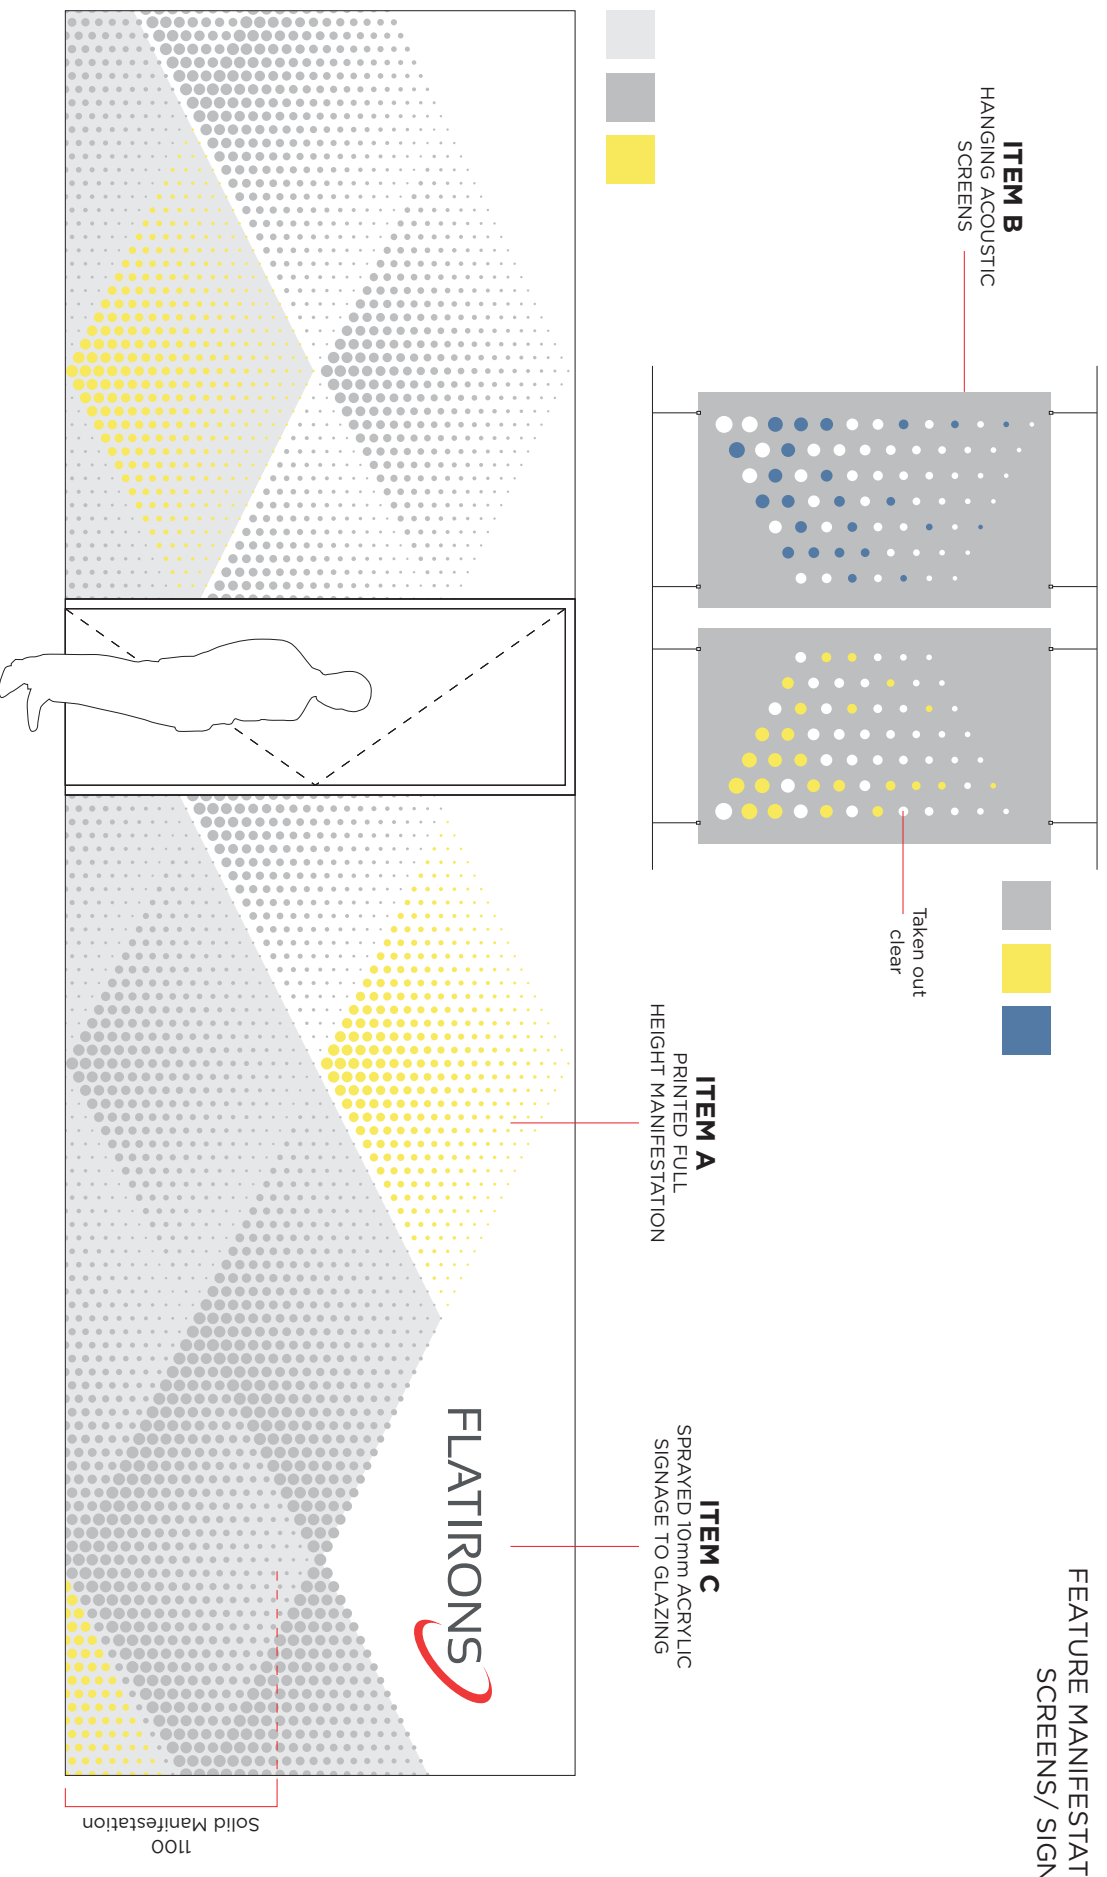 FEATURE MANIFESTAT
SCREENS/ SIGN
ITEM B
HANGING ACOUSTIC
SCREENS
Taken out
clear
ITEM A
PRINTED FULL
HEIGHT MANIFESTATION
ITEM C
SPRAYED 10mm ACRYLIC
SIGNAGE TO GLAZING
FLATIRONS
1100
Solid Manifestation